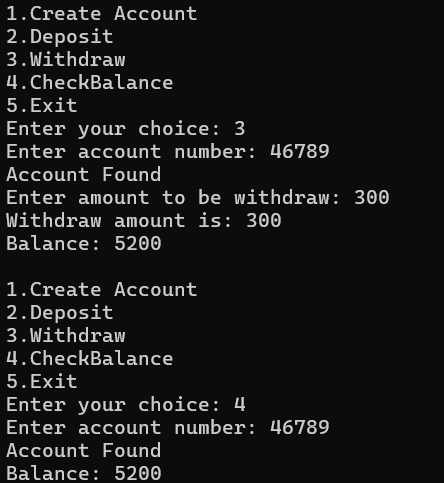 1.Create Account
2.Deposit
3.Withdraw
4.CheckBalance
5.Exit
Enter your choice: 3
Enter account number: 46789
Account Found
Enter amount to be withdraw: 300
Withdraw amount is: 300
Balance: 5200
1.Create Account
2.Deposit
3.Withdraw
4.CheckBalance
5.Exit
Enter your choice: 4
Enter account number: 46789
Account Found
Balance: 5200